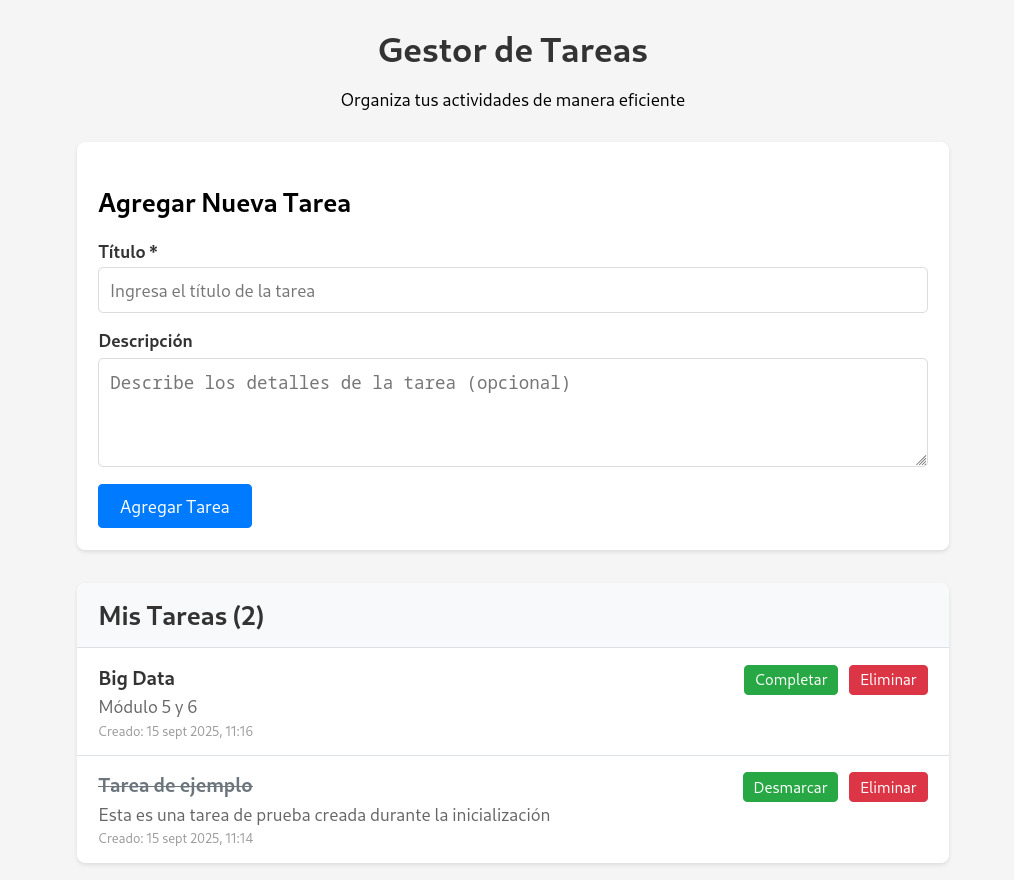 Gestor de Tareas
Organiza tus actividades de manera eficiente
Agregar Nueva Tarea
Título *
Ingresa el título de la tarea
Descripción
Describe los detalles de la tarea (opcional)
Agregar Tarea
Mis Tareas (2)
Big Data
Completar
Eliminar
Módulo 5 y 6
Creado: 15 sept 2025, 11:16
Tarea de ejemplo
Desmarcar
Eliminar
Esta es una tarea de prueba creada durante la inicialización
Creado: 15 sept 2025, 11:14